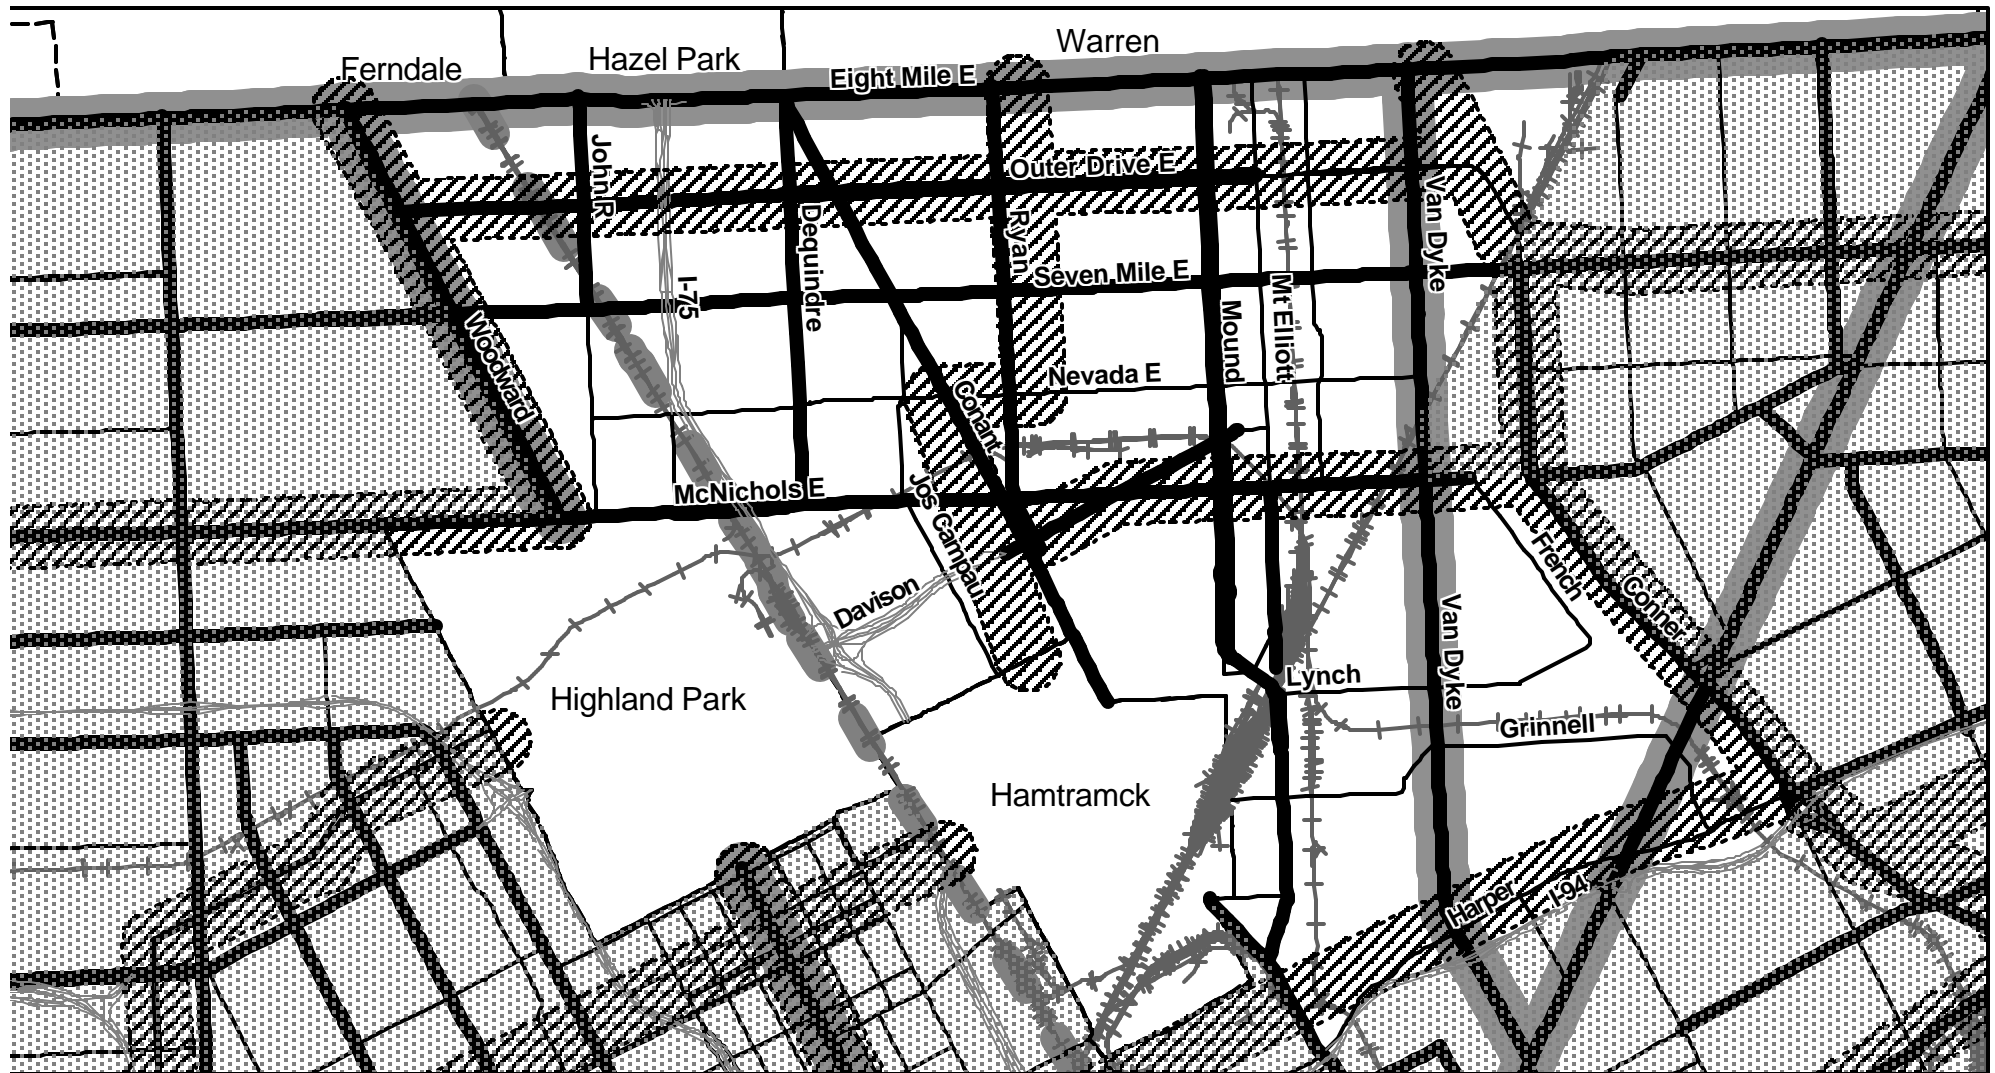 Warren
Hazel Park
Ferndale
Eight Mile E
John R
Outer Drive E
Van Dyke
Dequindre
Ryan
I-75
Seven Mile E
Mt Elliott
Mound
Woodward
Nevada E
Conant
McNichols E
Jos Campau
French
Conner
Davison
Van Dyke
Lynch
Highland Park
Grinnell
Hamtramck
Harper
I-94